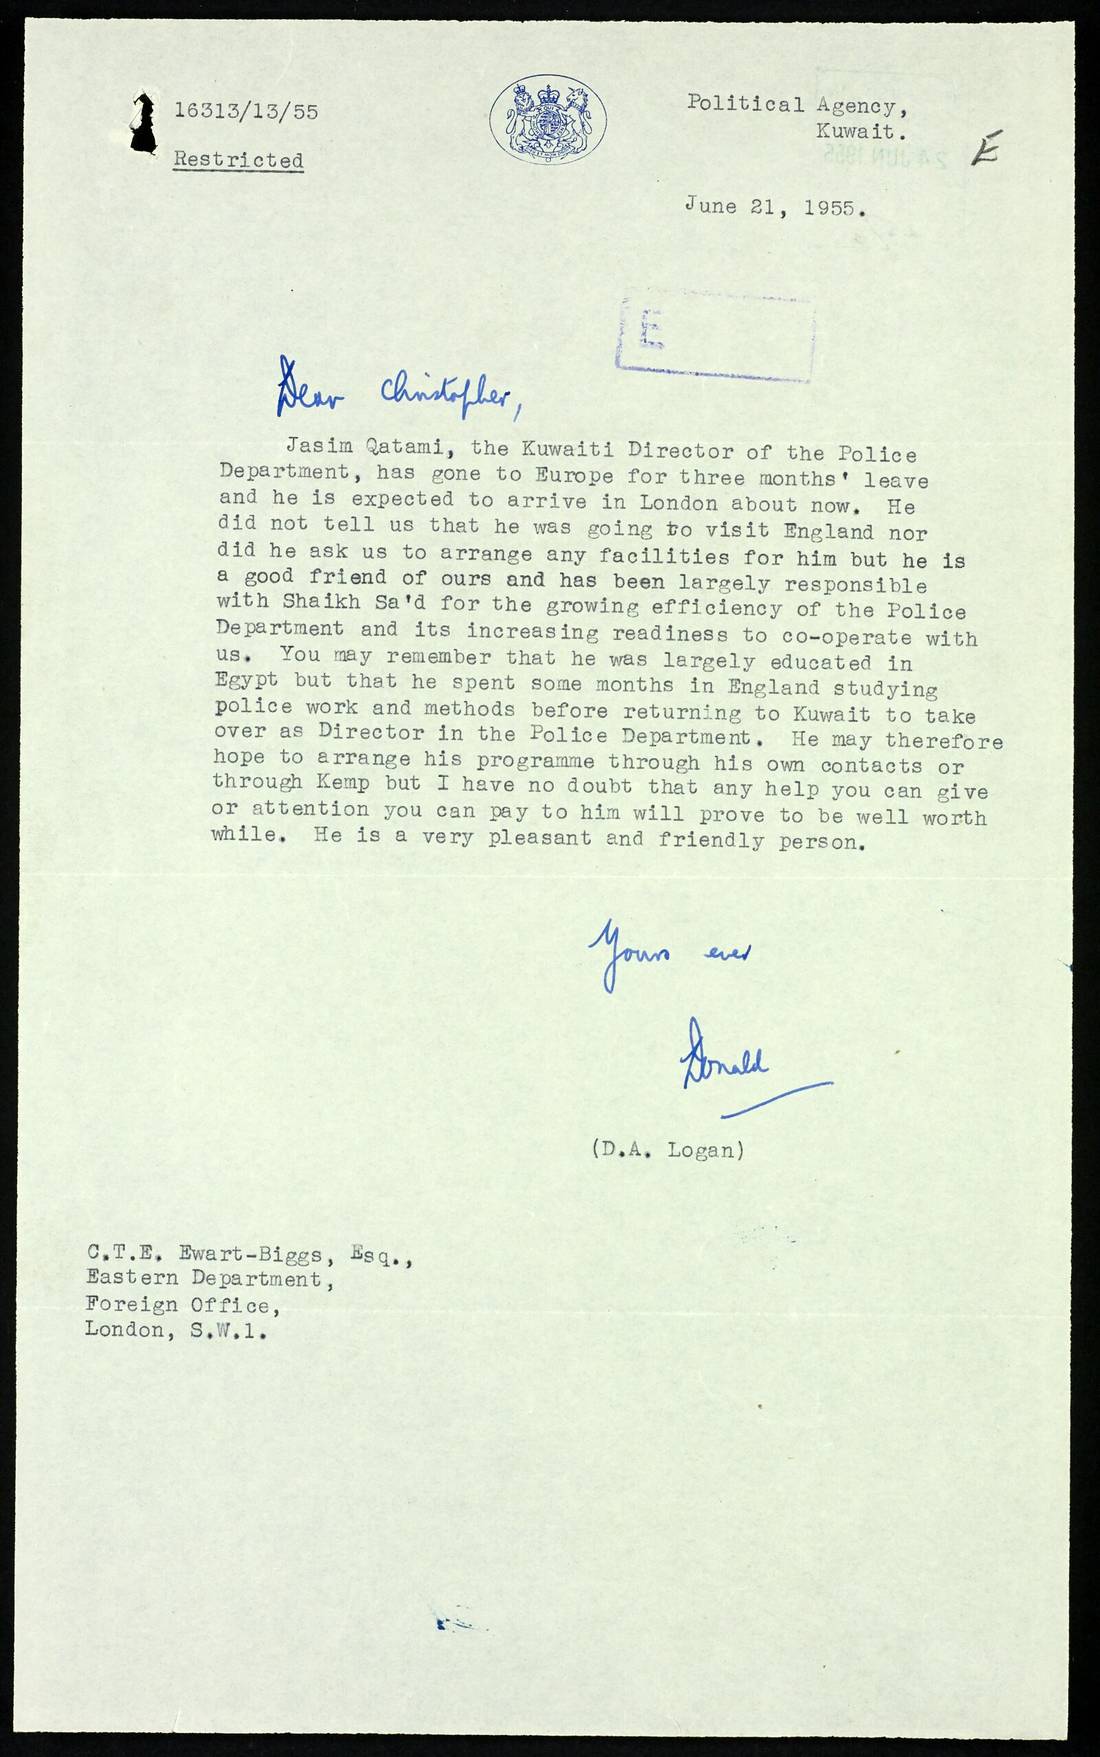 16313/13/55
Restricted
Political Agency,
Kuwait.
E
24 JUN 1955
June 21, 1955.
E
Dear Christopher,
Jasim Qatami, the Kuwaiti Director of the Police
Department, has gone to Europe for three months' leave
and he is expected to arrive in London about now. He
did not tell us that he was going to visit England nor
did he ask us to arrange any facilities for him but he is
a good friend of ours and has been largely responsible
with Shaikh Sa'd for the growing efficiency of the Police
Department and its increasing readiness to co-operate with
us. You may remember that he was largely educated in
Egypt but that he spent some months in England studying
police work and methods before returning to Kuwait to take
over as Director in the Police Department. He may therefore
hope to arrange his programme through his own contacts or
through Kemp but I have no doubt that any help you can give
or attention you can pay to him will prove to be well worth
while. He is a very pleasant and friendly person.
Yours ever
Donald
(D.A. Logan)
C.T.E. Ewart-Biggs, Esq.,
Eastern Department,
Foreign Office,
London, S.W.1.